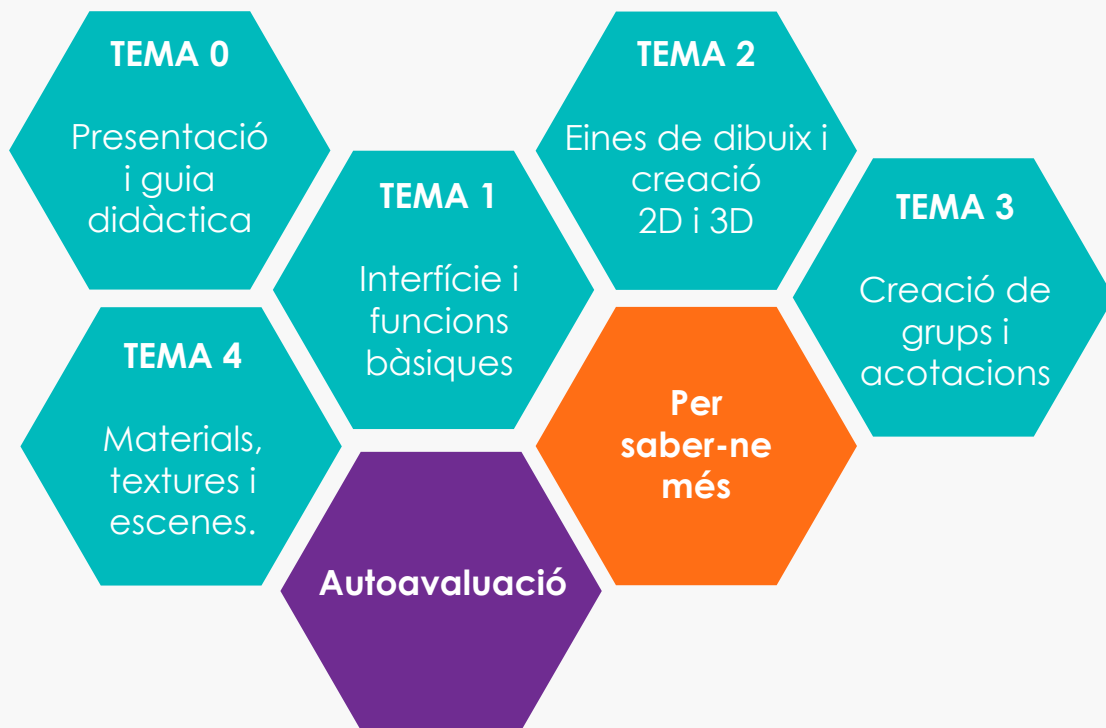 TEMA 0
Presentació
i guia
didàctica
TEMA 1
Interfície i
funcions
bàsiques
TEMA 2
Eines de dibuix i
creació
2D i 3D
TEMA 3
Creació de
grups i
acotacions
TEMA 4
Materials,
textures i
escenes.
Per
saber-ne
més
Autoavaluació